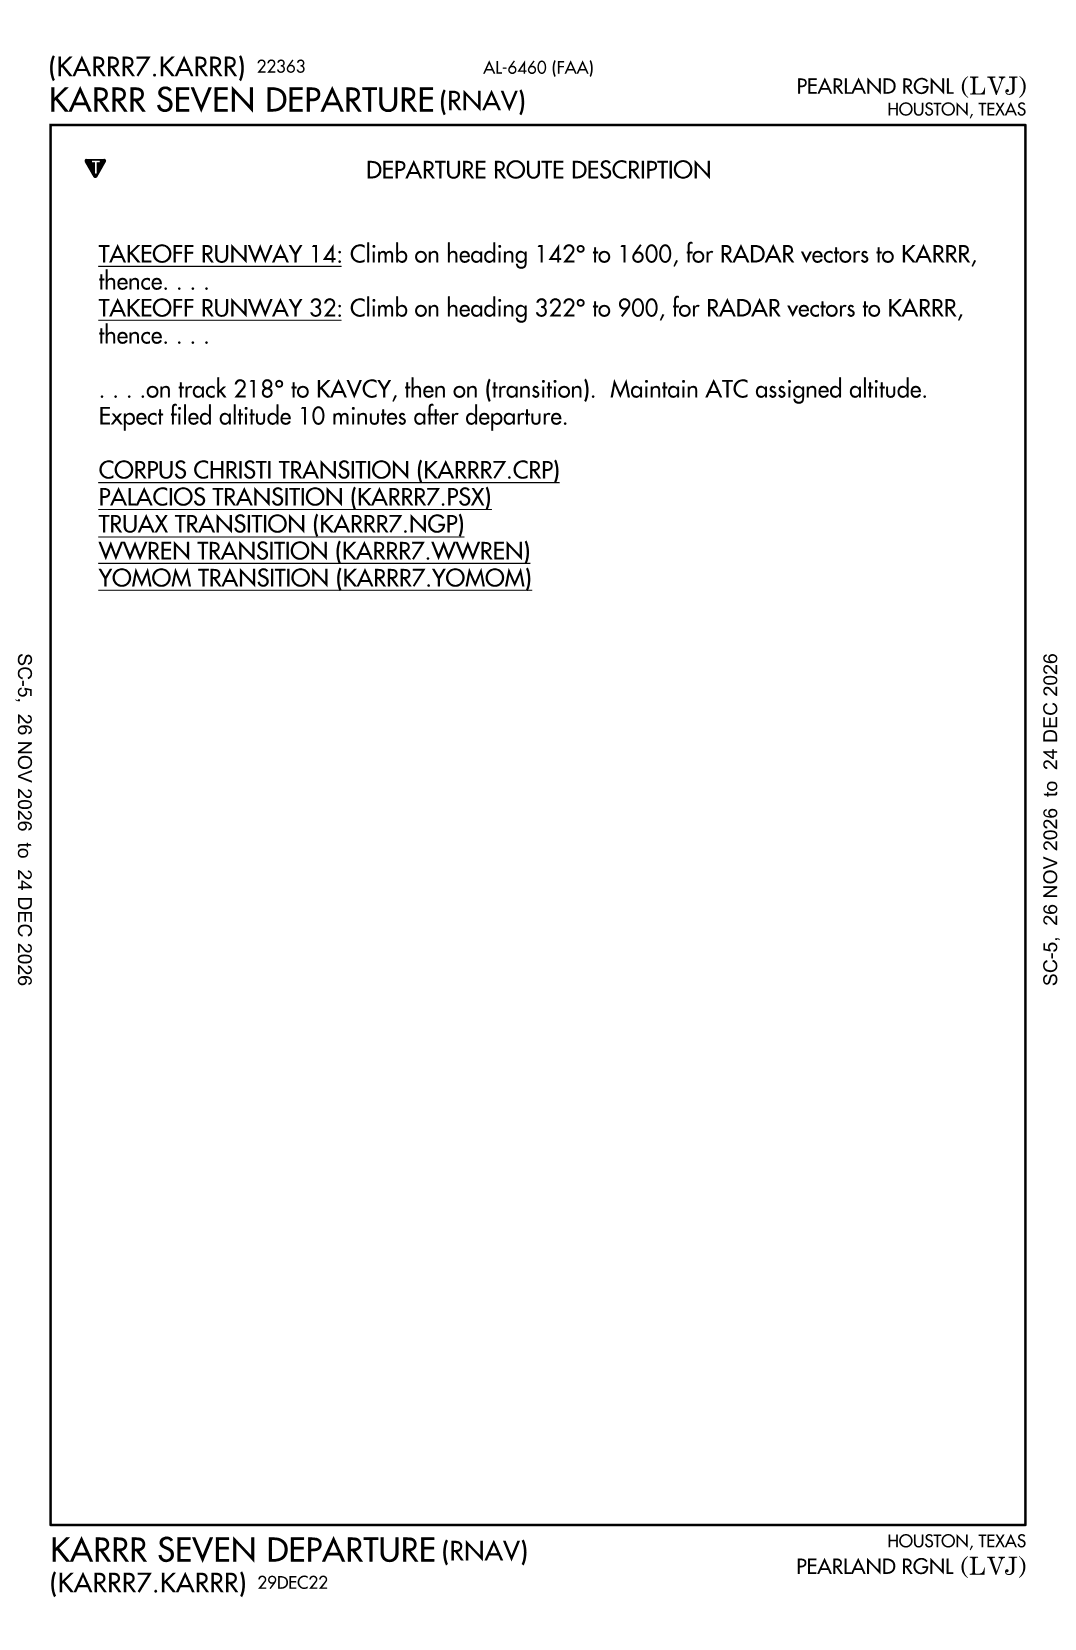 (KARRR7.KARRR) 22363 AL-6460 (FAA)
KARRR SEVEN DEPARTURE (RNAV)
PEARLAND RGNL (LVJ)
HOUSTON, TEXAS
T
DEPARTURE ROUTE DESCRIPTION
TAKEOFF RUNWAY 14: Climb on heading 142° to 1600, for RADAR vectors to KARRR,
thence. . . .
TAKEOFF RUNWAY 32: Climb on heading 322° to 900, for RADAR vectors to KARRR,
thence. . . .
. . . .on track 218° to KAVCY, then on (transition). Maintain ATC assigned altitude.
Expect filed altitude 10 minutes after departure.
CORPUS CHRISTI TRANSITION (KARRR7.CRP)
PALACIOS TRANSITION (KARRR7.PSX)
TRUAX TRANSITION (KARRR7.NGP)
WWREN TRANSITION (KARRR7.WWREN)
YOMOM TRANSITION (KARRR7.YOMOM)
SC-5, 26 NOV 2026 to 24 DEC 2026
SC-5, 26 NOV 2026 to 24 DEC 2026
KARRR SEVEN DEPARTURE (RNAV)
(KARRR7.KARRR) 29DEC22
HOUSTON, TEXAS
PEARLAND RGNL (LVJ)